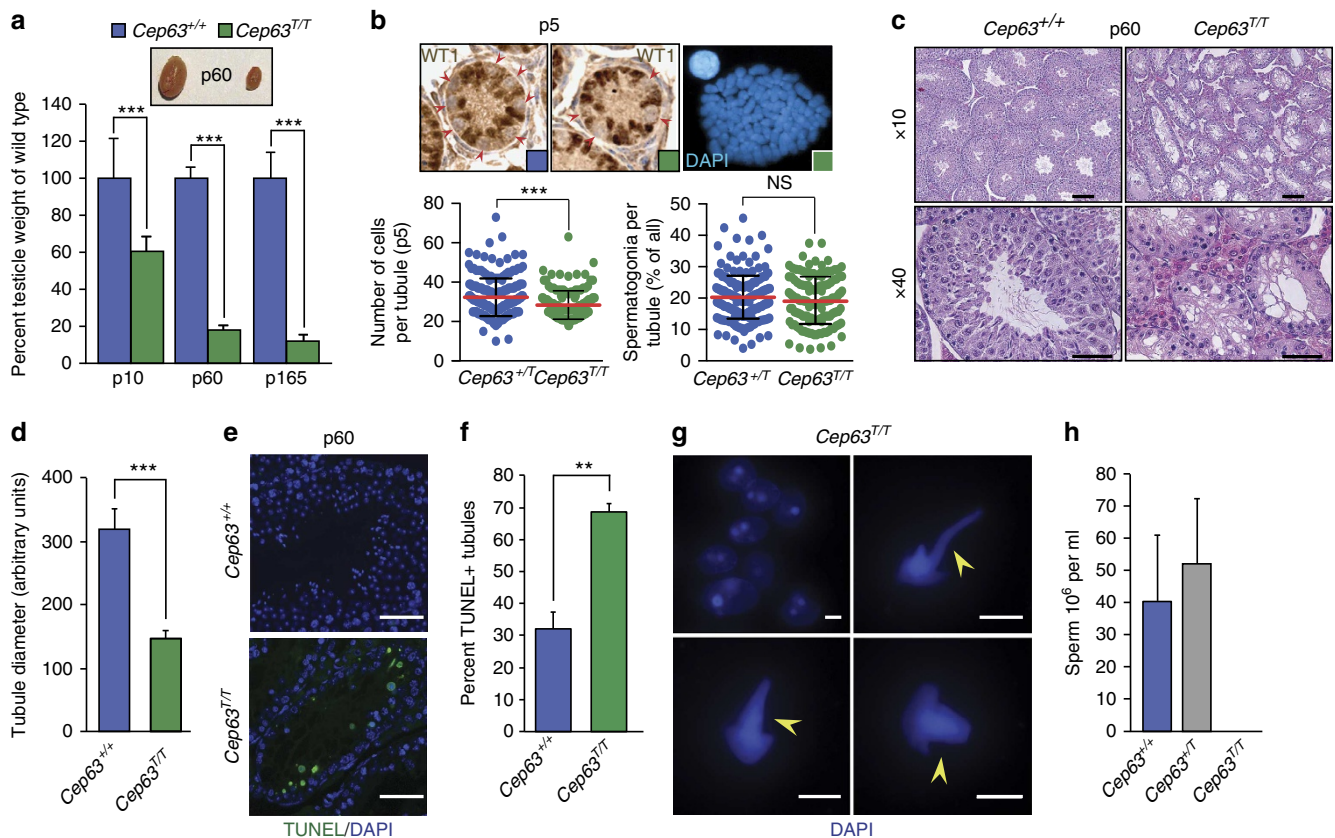 a
Cep63+/+ Cep63T/T
p60
Percent testicle weight of wild type
140
120
100
80
60
40
20
0
*** *** ***
p10 p60 p165
b
p5
WT1 WT1 DAPI
Number of cells
per tubule (p5)
80
60
40
20
0
***
Cep63+/T Cep63T/T
Spermatogonia per
tubule (% of all)
50
40
30
20
10
0
NS
Cep63+/T Cep63T/T
c
Cep63+/+ p60 Cep63T/T
×10
×40
d
Tubule diameter (arbitrary units)
400
300
200
100
0
***
Cep63+/+ Cep63T/T
e
p60
Cep63+/+
Cep63T/T
TUNEL/DAPI
f
Percent TUNEL+ tubules
80
70
60
50
40
30
20
10
0
**
Cep63+/+ Cep63T/T
g
Cep63T/T
DAPI
h
Sperm 106 per ml
80
70
60
50
40
30
20
10
0
Cep63+/+ Cep63+/T Cep63T/T